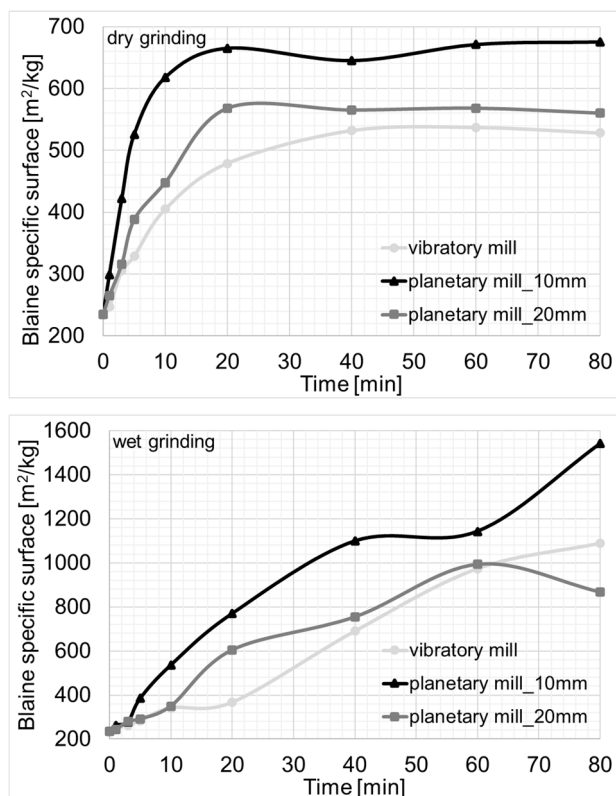 dry grinding
Blaine specific surface [m²/kg]
700
600
500
400
300
200
vibratory mill
planetary mill_10mm
planetary mill_20mm
0 10 20 30 40 50 60 70 80
Time [min]
wet grinding
Blaine specific surface [m²/kg]
1600
1400
1200
1000
800
600
400
200
vibratory mill
planetary mill_10mm
planetary mill_20mm
0 10 20 30 40 50 60 70 80
Time [min]